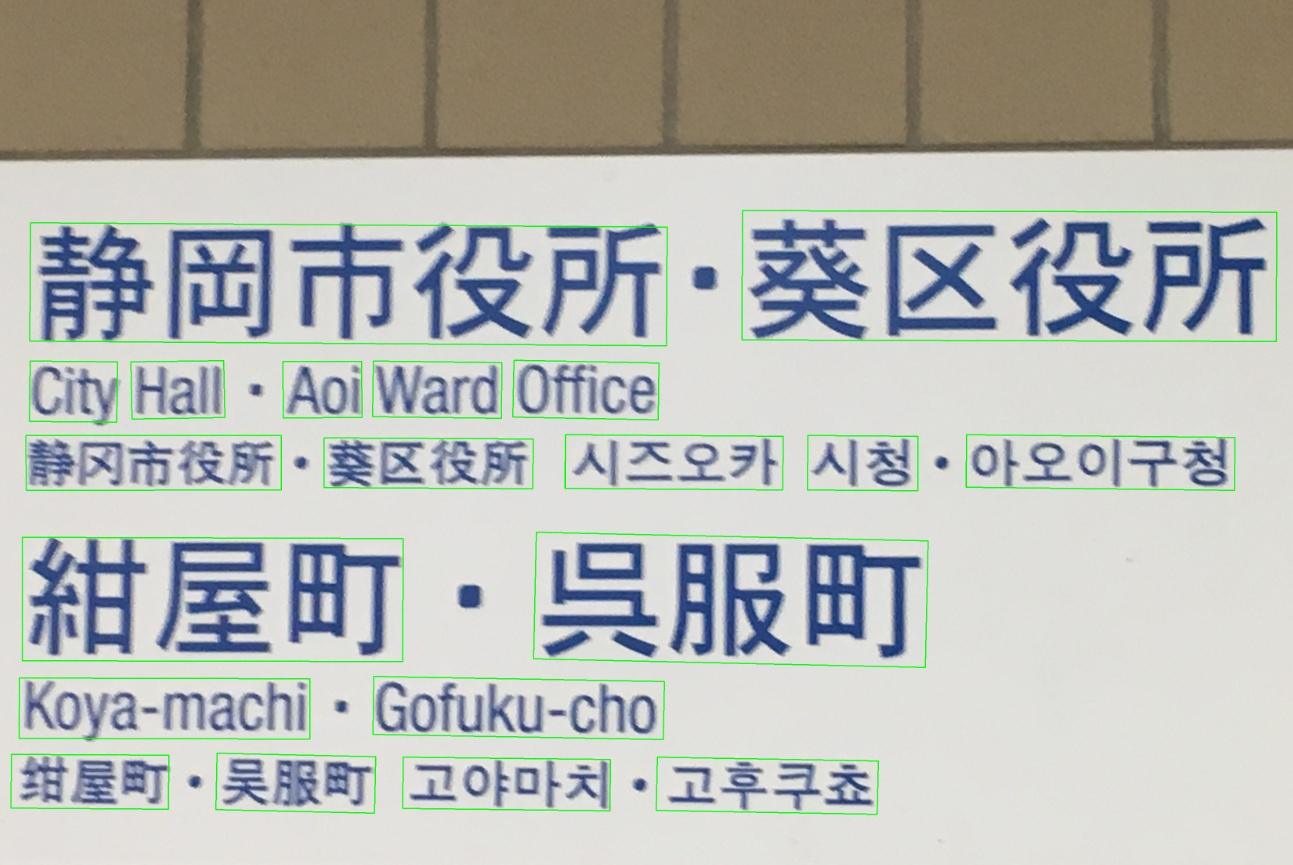 静岡市役所・葵区役所
City Hall・Aoi Ward Office
静冈市役所・葵区役所 시즈오카 시청・아오이구청
紺屋町・呉服町
Koya-machi・Gofuku-cho
绀屋町・吴服町 고야마치・고후쿠쵸